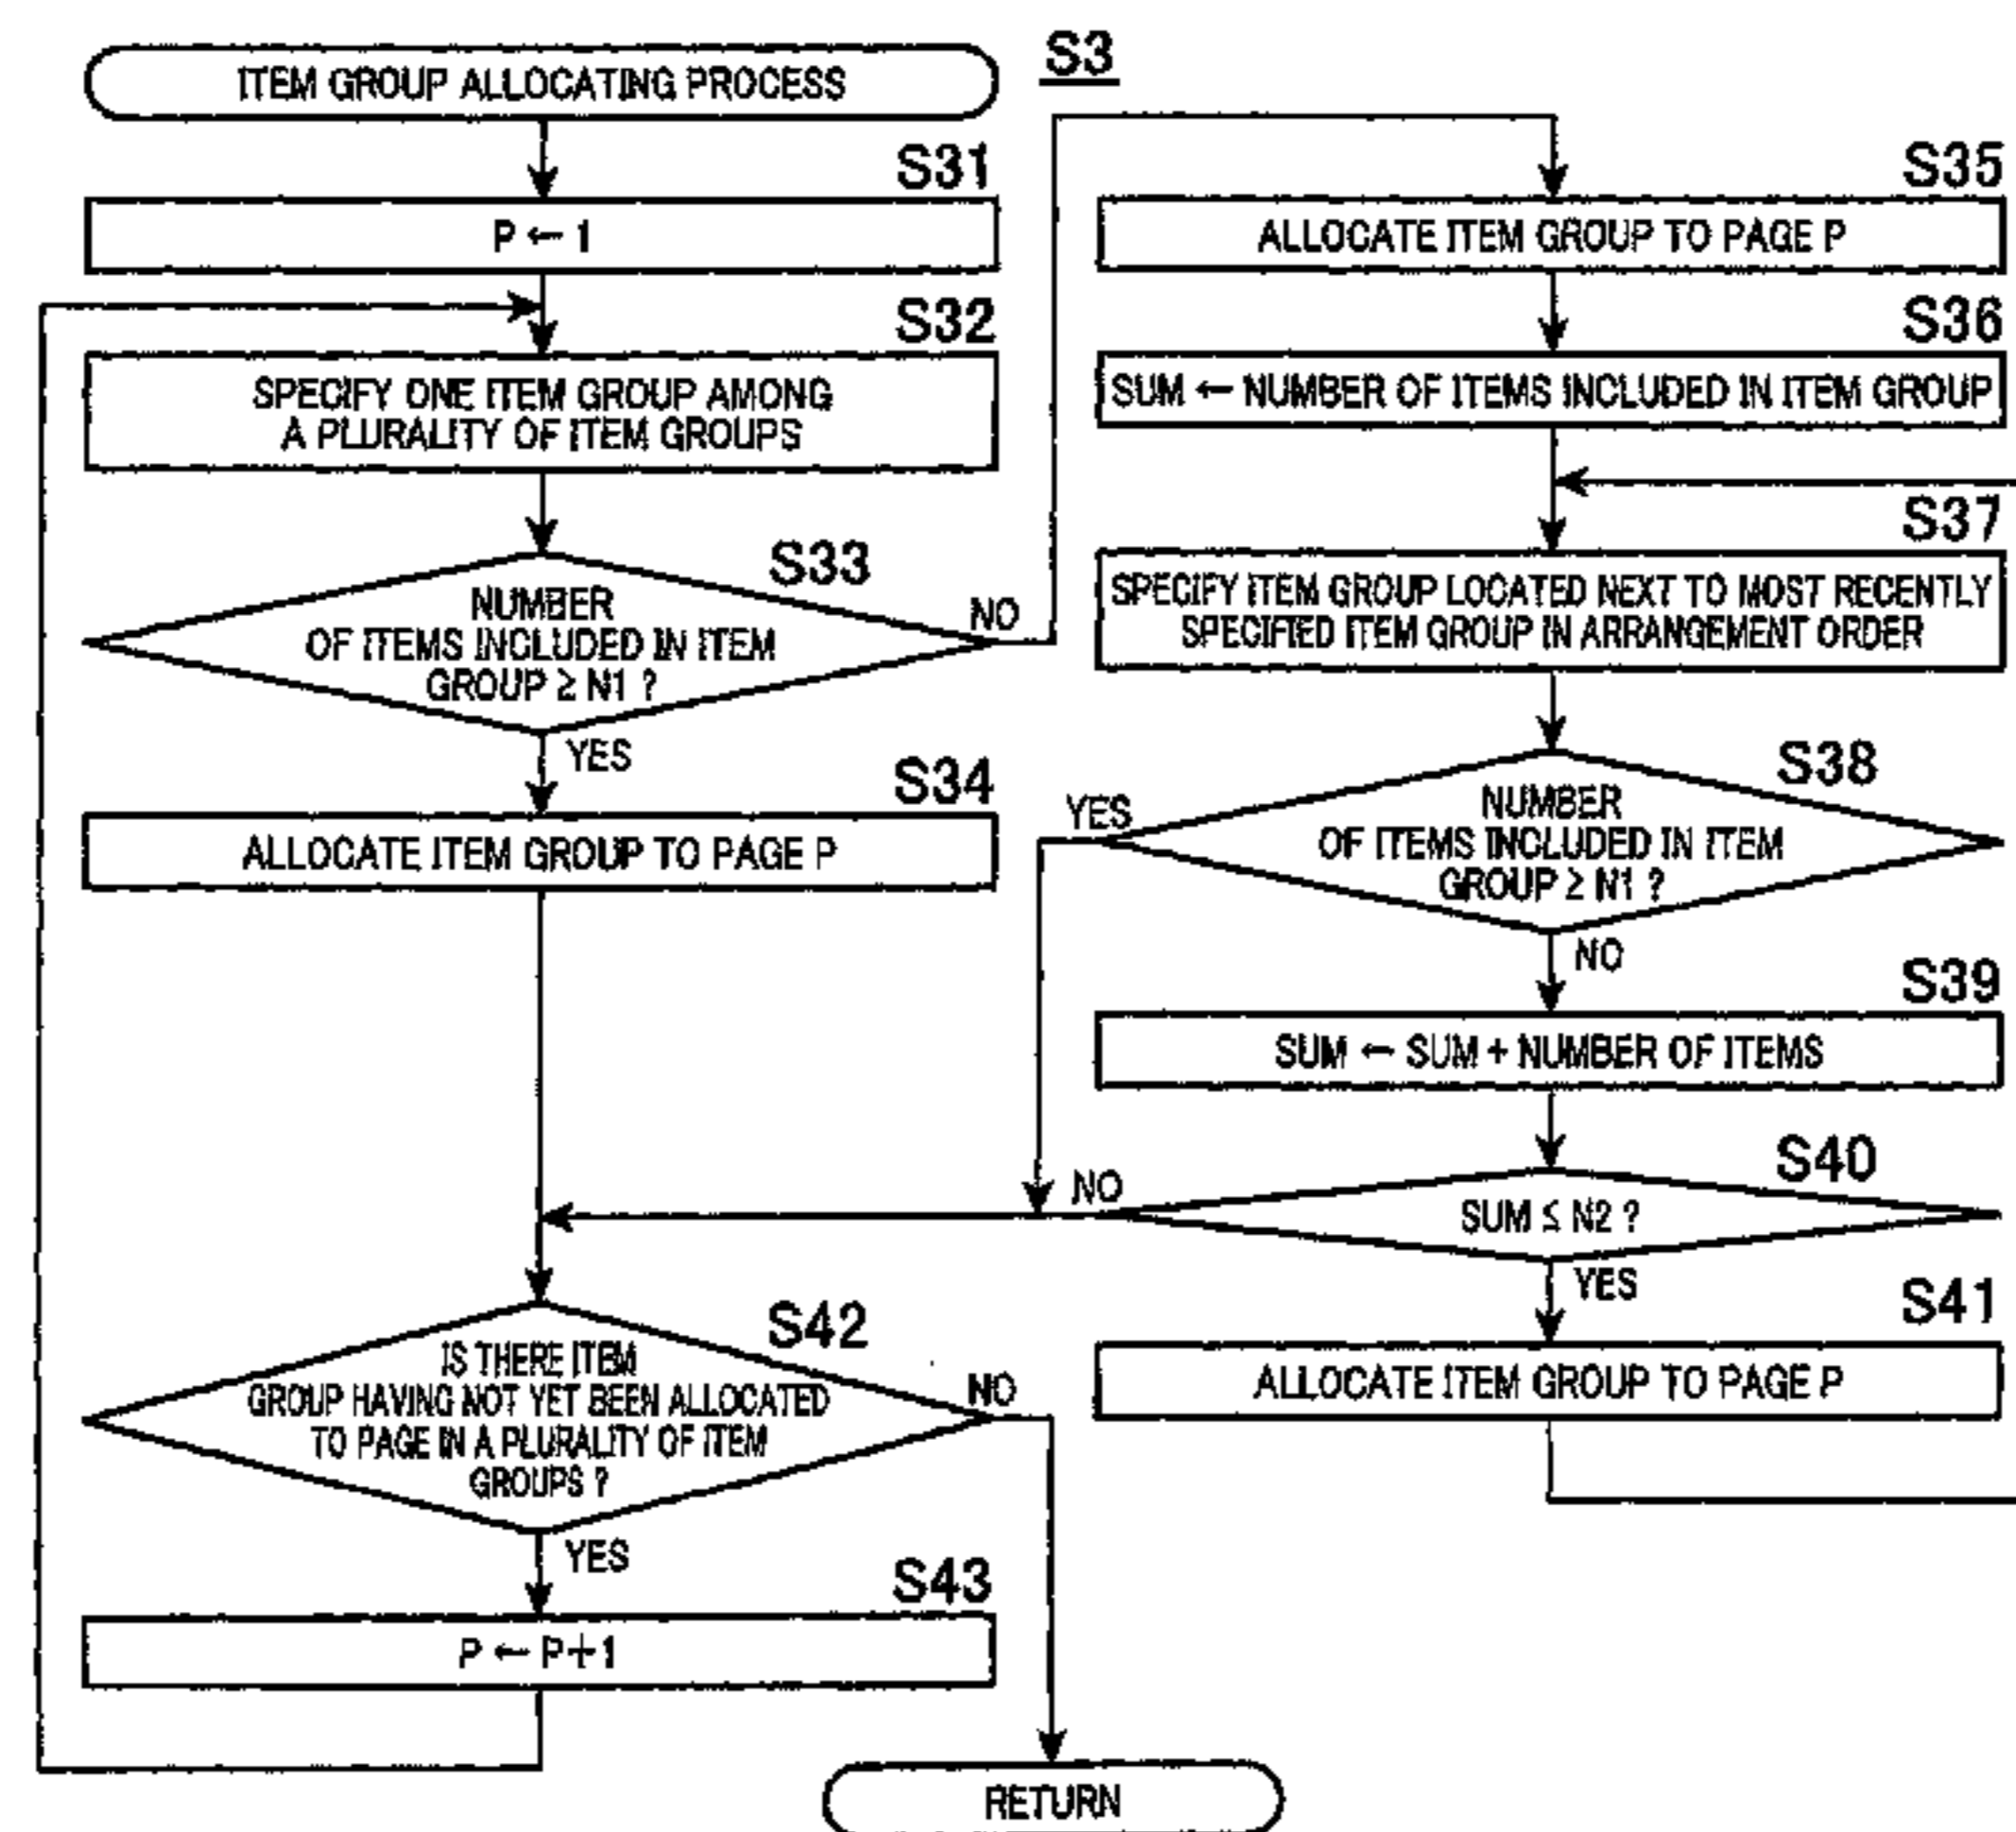 S3
ITEM GROUP ALLOCATING PROCESS
S31
P ← 1
S32
SPECIFY ONE ITEM GROUP AMONG
A PLURALITY OF ITEM GROUPS
S33
NUMBER
OF ITEMS INCLUDED IN ITEM
GROUP ≥ N1 ?
NO
YES
S34
ALLOCATE ITEM GROUP TO PAGE P
S35
ALLOCATE ITEM GROUP TO PAGE P
S36
SUM ← NUMBER OF ITEMS INCLUDED IN ITEM GROUP
S37
SPECIFY ITEM GROUP LOCATED NEXT TO MOST RECENTLY
SPECIFIED ITEM GROUP IN ARRANGEMENT ORDER
S38
YES
NUMBER
OF ITEMS INCLUDED IN ITEM
GROUP ≥ N1 ?
NO
S39
SUM ← SUM + NUMBER OF ITEMS
S40
NO
SUM ≤ N2 ?
YES
S41
ALLOCATE ITEM GROUP TO PAGE P
S42
IS THERE ITEM
GROUP HAVING NOT YET BEEN ALLOCATED
TO PAGE IN A PLURALITY OF ITEM
GROUPS ?
NO
YES
S43
P ← P+1
RETURN